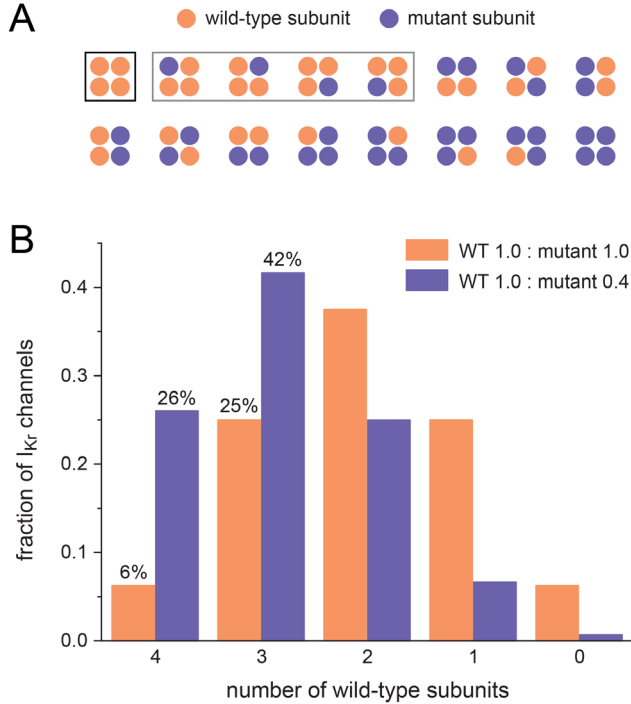 A
wild-type subunit
mutant subunit
B
WT 1.0 : mutant 1.0
WT 1.0 : mutant 0.4
42%
26%
25%
6%
0.4
0.3
0.2
0.1
0.0
fraction of I_Kr channels
4 3 2 1 0
number of wild-type subunits